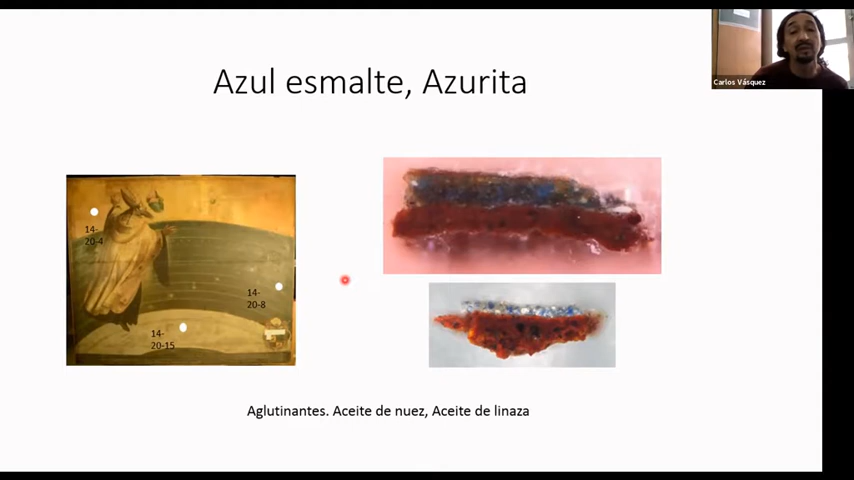 Carlos Vásquez
Azul esmalte, Azurita
14-
20-4
14-
20-8
14-
20-15
Aglutinantes. Aceite de nuez, Aceite de linaza